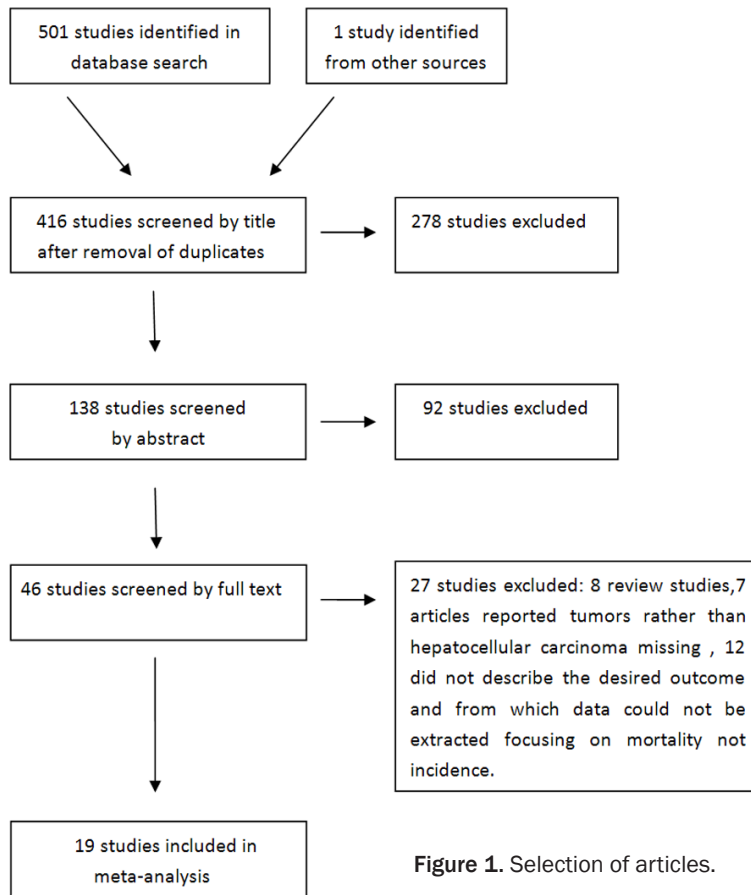 501 studies identified in
database search
1 study identified
from other sources
416 studies screened by title
after removal of duplicates
278 studies excluded
138 studies screened
by abstract
92 studies excluded
46 studies screened by full text
27 studies excluded: 8 review studies,7
articles reported tumors rather than
hepatocellular carcinoma missing , 12
did not describe the desired outcome
and from which data could not be
extracted focusing on mortality not
incidence.
19 studies included in
meta-analysis
Figure 1. Selection of articles.